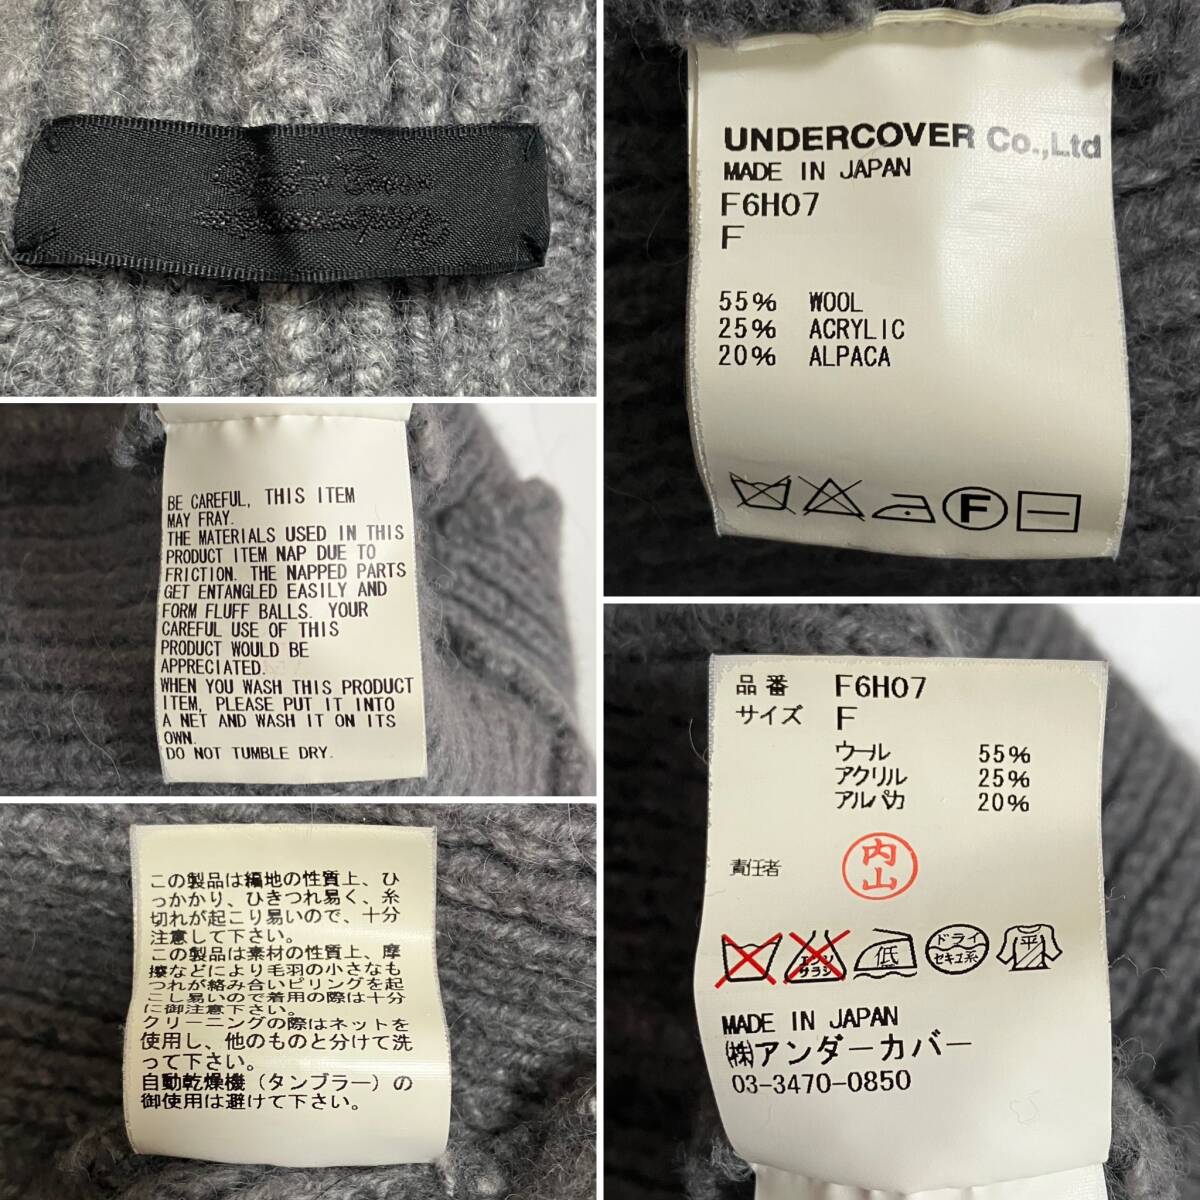 UNDERCOVER Co.,Ltd
MADE IN JAPAN
F6H07
F
55% WOOL
25% ACRYLIC
20% ALPACA
F
BE CAREFUL, THIS ITEM
MAY FRAY.
THE MATERIALS USED IN THIS
PRODUCT ITEM NAP DUE TO
FRICTION. THE NAPPED PARTS
GET ENTANGLED EASILY AND
FORM FLUFF BALLS. YOUR
CAREFUL USE OF THIS
PRODUCT WOULD BE
APPRECIATED.
WHEN YOU WASH THIS PRODUCT
ITEM, PLEASE PUT IT INTO
A NET AND WASH IT ON ITS
OWN.
DO NOT TUMBLE DRY.
この製品は編地の性質上、ひ
っかかり、ひきつれ易く、糸
切れが起こり易いので、十分
注意して下さい。
この製品は素材の性質上、摩
擦などにより毛羽の小さなも
つれが絡み合いピリングを起
こし易いので着用の際は十分
に御注意下さい。
クリーニングの際はネットを
使用し、他のものと分けて洗
って下さい。
自動乾燥機(タンブラー)の
御使用は避けて下さい。
品番 F6H07
サイズ F
ウール 55%
アクリル 25%
アルパカ 20%
責任者 内山
エンソサラシ 低 ドライ セキユ系 平
MADE IN JAPAN
㈱アンダーカバー
03-3470-0850